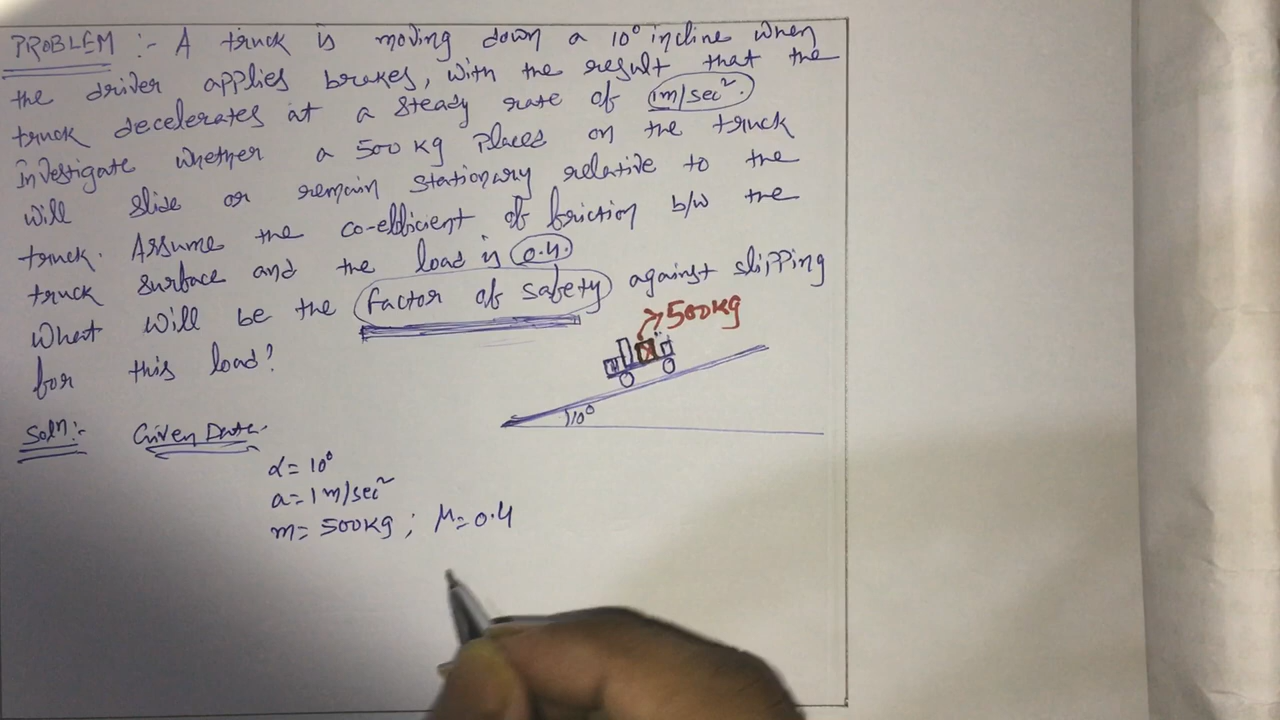 PROBLEM :- A truck is moving down a 10° incline when
the driver applies brakes, with the result that the
truck decelerates at a steady rate of 1m/sec².
Investigate whether a 500 kg places on the truck
will slide or remain stationary relative to the
truck. Assume the co-efficient of friction b/w the
truck surface and the load is 0.4.
What will be the factor of safety against slipping
for this load?
500kg
10°
Soln:- Given Data-
α = 10°
a = 1 m/sec²
m = 500kg ; μ = 0.4